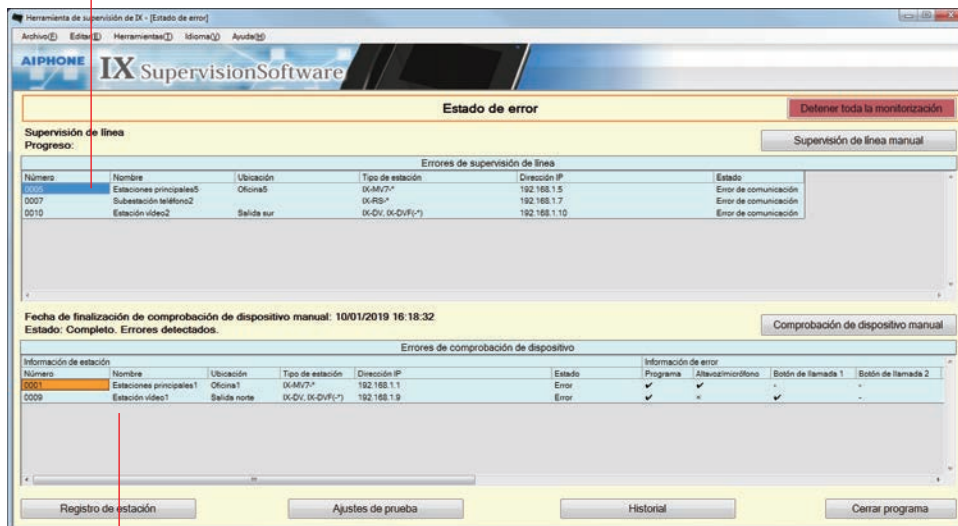 Herramienta de supervisión de IX - [Estado de error]
Archivo(F) Editar(E) Herramientas(T) Idioma(V) Ayuda(H)
AIPHONE IX SupervisionSoftware
Estado de error Detener toda la monitorización
Supervisión de línea
Progreso: Supervisión de línea manual
Errores de supervisión de línea
Número Nombre Ubicación Tipo de estación Dirección IP Estado
0005 Estaciones principales5 Oficina5 IX-MV7-* 192.168.1.5 Error de comunicación
0007 Subestación teléfono2 IX-RS-* 192.168.1.7 Error de comunicación
0010 Estación vídeo2 Salida sur IX-DV, IX-DVF(-*) 192.168.1.10 Error de comunicación
Fecha de finalización de comprobación de dispositivo manual: 10/01/2019 16:18:32
Estado: Completo. Errores detectados. Comprobación de dispositivo manual
Errores de comprobación de dispositivo
Información de estación Información de error
Número Nombre Ubicación Tipo de estación Dirección IP Estado Programa Altavoz/micrófono Botón de llamada 1 Botón de llamada 2
0001 Estaciones principales1 Oficina1 IX-MV7-* 192.168.1.1 Error ✔ ✔ - -
0009 Estación vídeo1 Salida norte IX-DV, IX-DVF(-*) 192.168.1.9 Error ✔ × ✔ -
Registro de estación Ajustes de prueba Historial Cerrar programa